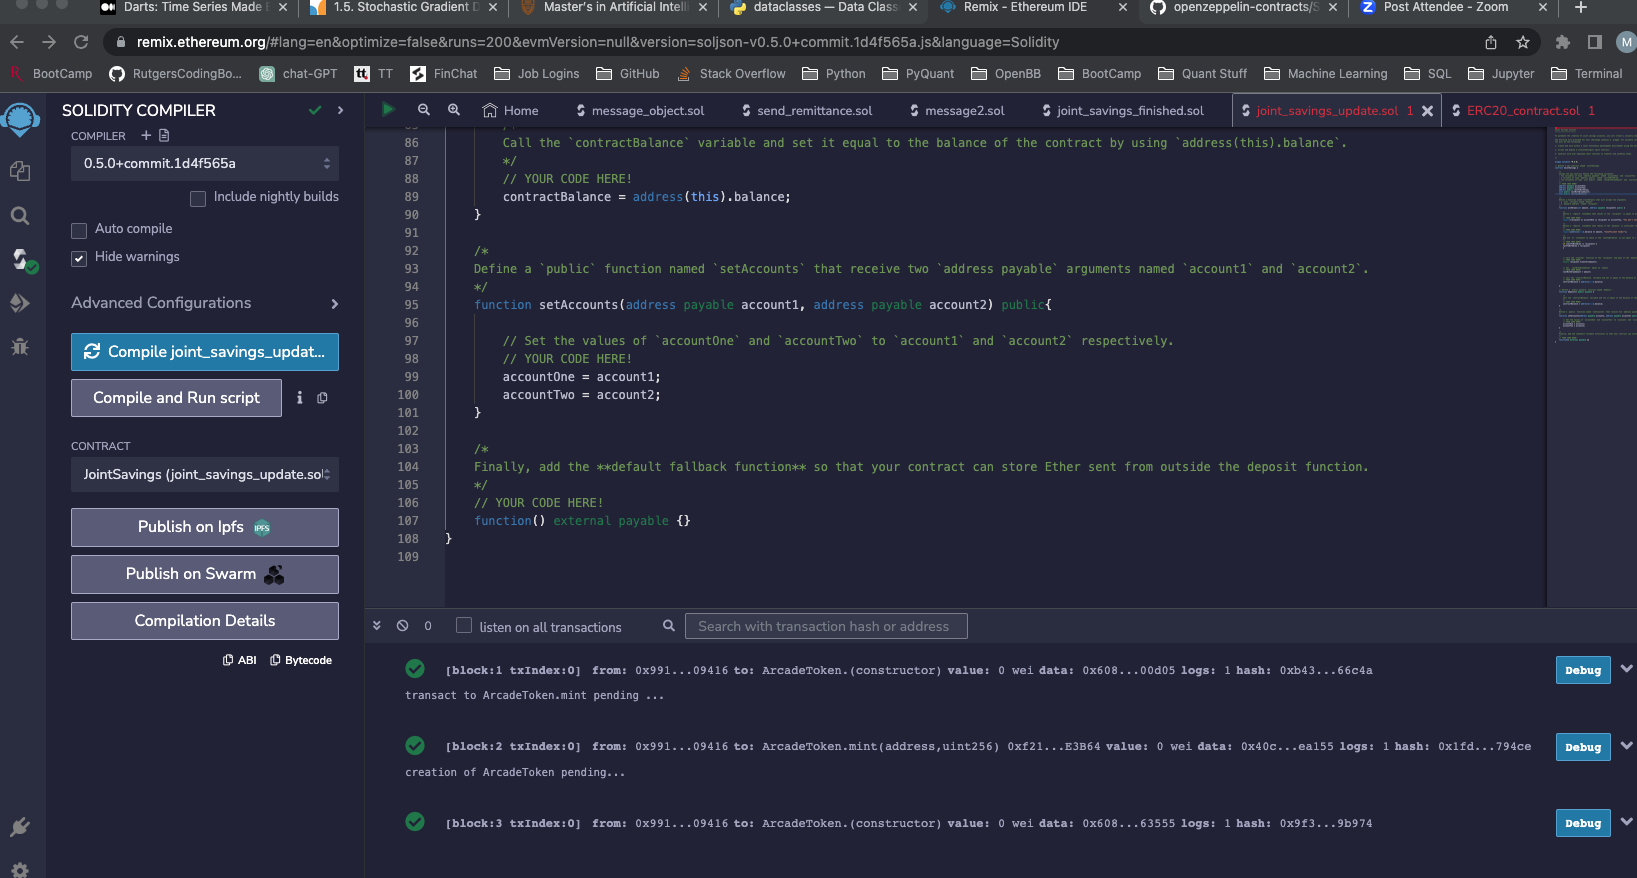 Darts: Time Series Made E
1.5. Stochastic Gradient D
Master's in Artificial Intelli
dataclasses — Data Class
Remix - Ethereum IDE
openzeppelin-contracts/S
Post Attendee - Zoom
remix.ethereum.org/#lang=en&optimize=false&runs=200&evmVersion=null&version=soljson-v0.5.0+commit.1d4f565a.js&language=Solidity
M
BootCamp RutgersCodingBo... chat-GPT TT FinChat Job Logins GitHub Stack Overflow Python PyQuant OpenBB BootCamp Quant Stuff Machine Learning SQL Jupyter Terminal
SOLIDITY COMPILER
COMPILER
0.5.0+commit.1d4f565a
Include nightly builds
Auto compile
Hide warnings
Advanced Configurations
Compile joint_savings_updat...
Compile and Run script
CONTRACT
JointSavings (joint_savings_update.sol
Publish on Ipfs IPFS
Publish on Swarm
Compilation Details
ABI Bytecode
Home message_object.sol send_remittance.sol message2.sol joint_savings_finished.sol joint_savings_update.sol 1 ERC20_contract.sol 1
85 /*
86 Call the `contractBalance` variable and set it equal to the balance of the contract by using `address(this).balance`.
87 */
88 // YOUR CODE HERE!
89 contractBalance = address(this).balance;
90 }
91
92 /*
93 Define a `public` function named `setAccounts` that receive two `address payable` arguments named `account1` and `account2`.
94 */
95 function setAccounts(address payable account1, address payable account2) public{
96
97 // Set the values of `accountOne` and `accountTwo` to `account1` and `account2` respectively.
98 // YOUR CODE HERE!
99 accountOne = account1;
100 accountTwo = account2;
101 }
102
103 /*
104 Finally, add the **default fallback function** so that your contract can store Ether sent from outside the deposit function.
105 */
106 // YOUR CODE HERE!
107 function() external payable {}
108 }
109
0 listen on all transactions Search with transaction hash or address
[block:1 txIndex:0] from: 0x991...09416 to: ArcadeToken.(constructor) value: 0 wei data: 0x608...00d05 logs: 1 hash: 0xb43...66c4a Debug
transact to ArcadeToken.mint pending ...
[block:2 txIndex:0] from: 0x991...09416 to: ArcadeToken.mint(address,uint256) 0xf21...E3B64 value: 0 wei data: 0x40c...ea155 logs: 1 hash: 0x1fd...794ce Debug
creation of ArcadeToken pending...
[block:3 txIndex:0] from: 0x991...09416 to: ArcadeToken.(constructor) value: 0 wei data: 0x608...63555 logs: 1 hash: 0x9f3...9b974 Debug